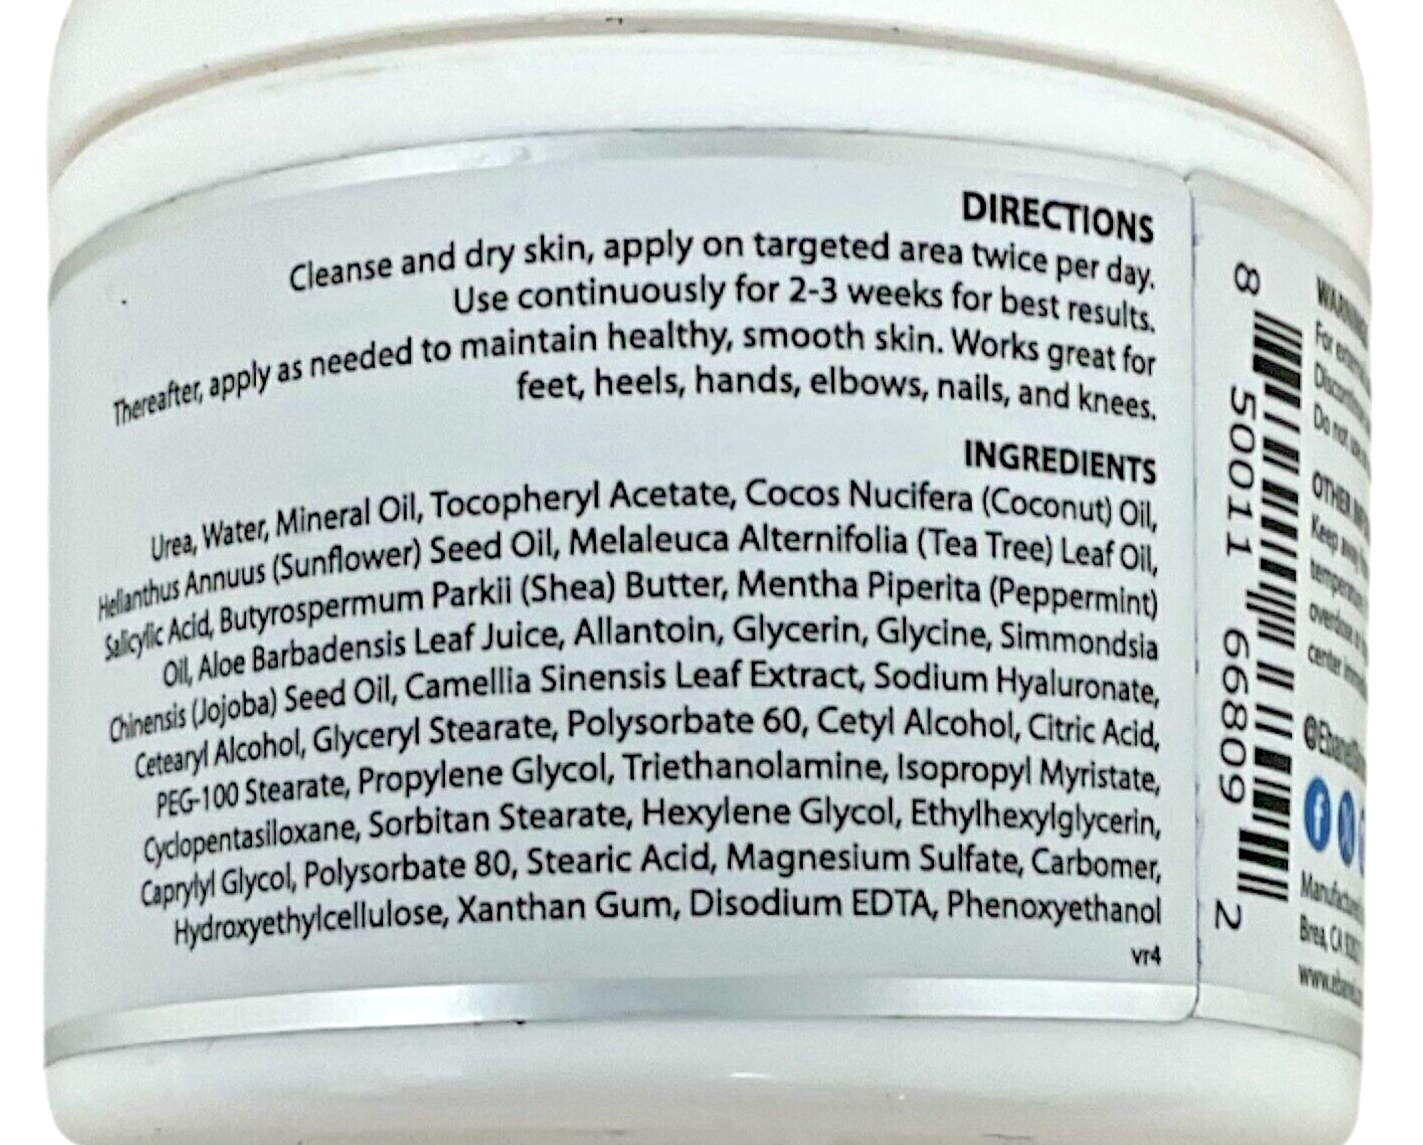 DIRECTIONS
Cleanse and dry skin, apply on targeted area twice per day.
Use continuously for 2-3 weeks for best results.
Thereafter, apply as needed to maintain healthy, smooth skin. Works great for
feet, heels, hands, elbows, nails, and knees.
INGREDIENTS
Urea, Water, Mineral Oil, Tocopheryl Acetate, Cocos Nucifera (Coconut) Oil,
Helianthus Annuus (Sunflower) Seed Oil, Melaleuca Alternifolia (Tea Tree) Leaf Oil,
Salicylic Acid, Butyrospermum Parkii (Shea) Butter, Mentha Piperita (Peppermint)
Oil, Aloe Barbadensis Leaf Juice, Allantoin, Glycerin, Glycine, Simmondsia
Chinensis (Jojoba) Seed Oil, Camellia Sinensis Leaf Extract, Sodium Hyaluronate,
Cetearyl Alcohol, Glyceryl Stearate, Polysorbate 60, Cetyl Alcohol, Citric Acid,
PEG-100 Stearate, Propylene Glycol, Triethanolamine, Isopropyl Myristate,
Cyclopentasiloxane, Sorbitan Stearate, Hexylene Glycol, Ethylhexylglycerin,
Caprylyl Glycol, Polysorbate 80, Stearic Acid, Magnesium Sulfate, Carbomer,
Hydroxyethylcellulose, Xanthan Gum, Disodium EDTA, Phenoxyethanol
vr4
8 50011 66809 2
For
Do not
Keep
center
Brea, CA